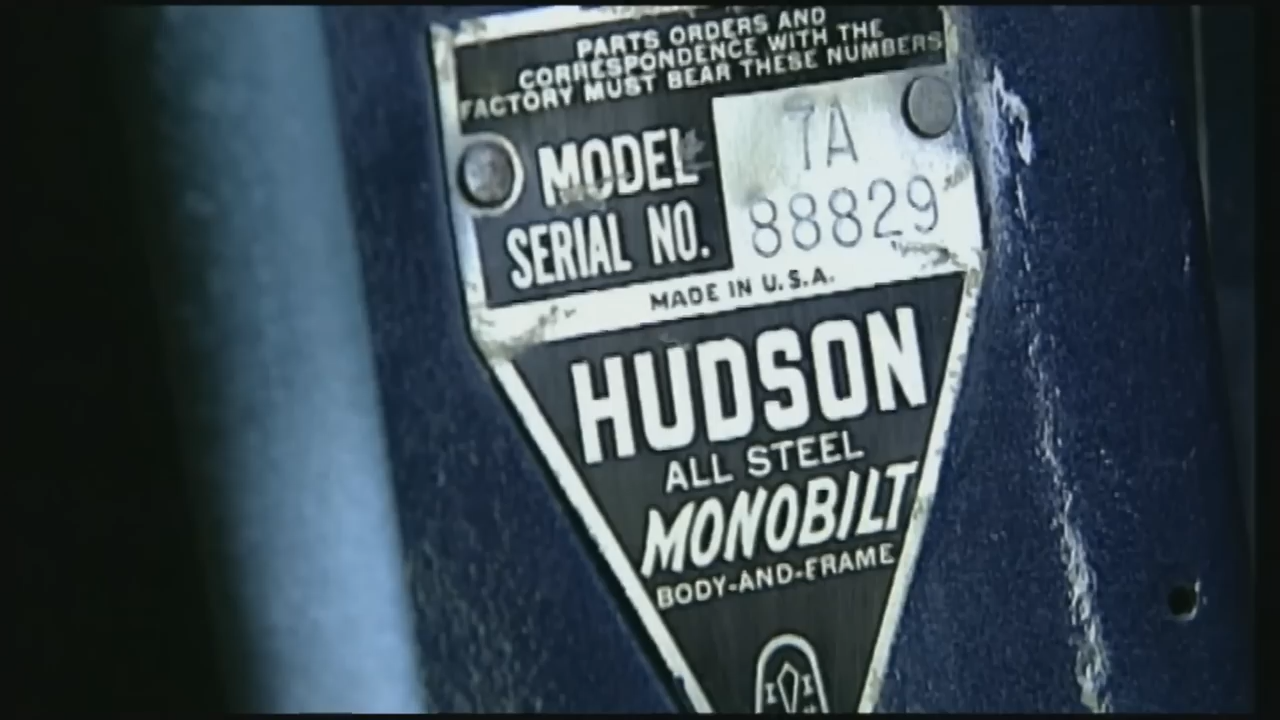 PARTS ORDERS AND
CORRESPONDENCE WITH THE
FACTORY MUST BEAR THESE NUMBERS
MODEL 7A
SERIAL NO. 88829
MADE IN U.S.A.
HUDSON
ALL STEEL
MONOBILT
BODY-AND-FRAME